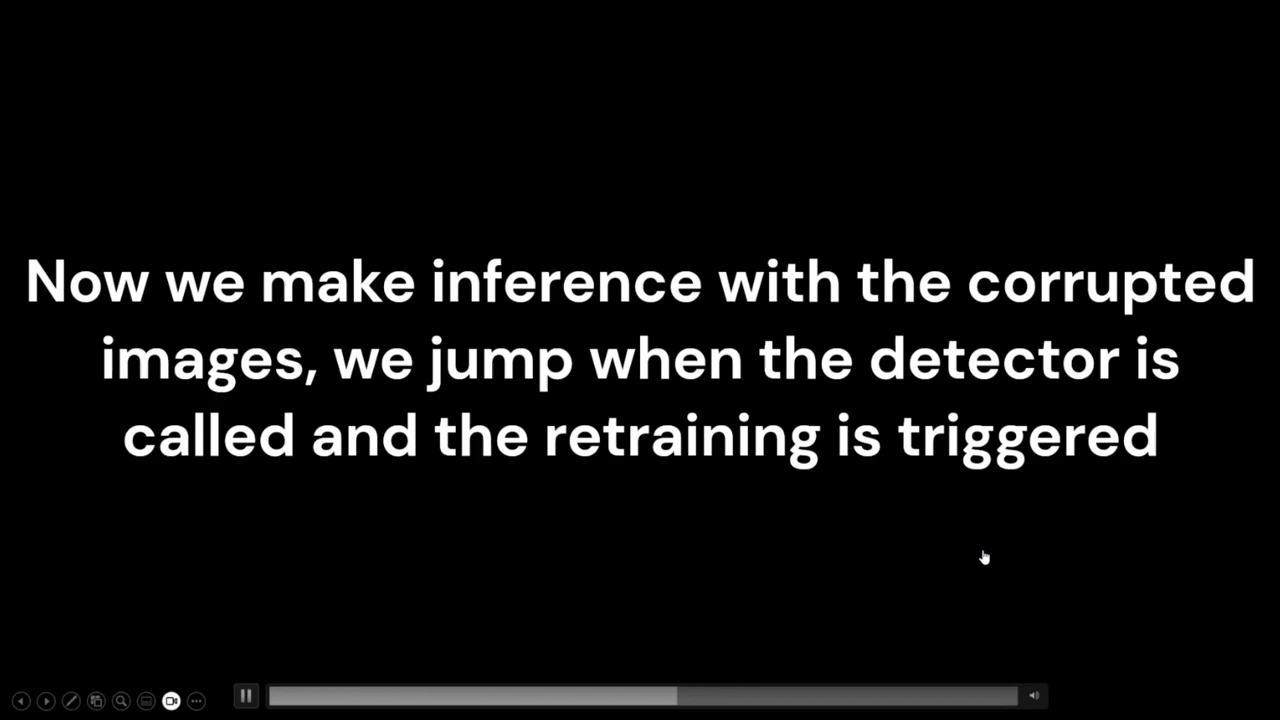 Now we make inference with the corrupted
images, we jump when the detector is
called and the retraining is triggered